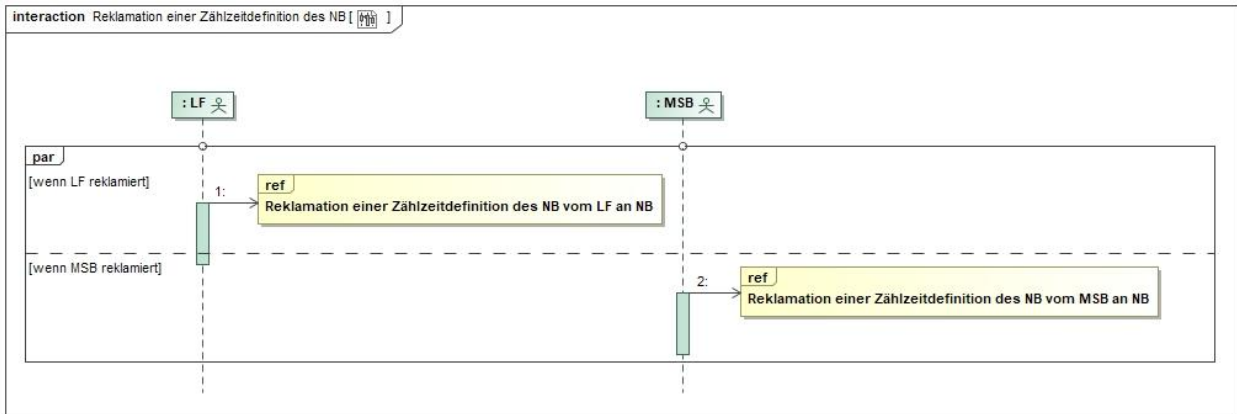 interaction Reklamation einer Zählzeitdefinition des NB [ ]
: LF
: MSB
par
[wenn LF reklamiert]
1:
ref
Reklamation einer Zählzeitdefinition des NB vom LF an NB
[wenn MSB reklamiert]
2:
ref
Reklamation einer Zählzeitdefinition des NB vom MSB an NB